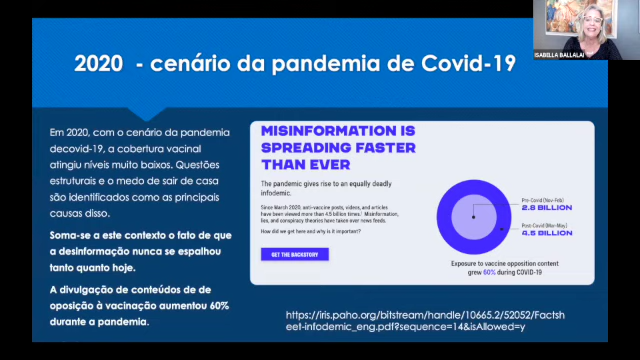 2020 - cenário da pandemia de Covid-19
ISABELLA BALLALAI
Em 2020, com o cenário da pandemia
decovid-19, a cobertura vacinal
atingiu níveis muito baixos. Questões
estruturais e o medo de sair de casa
são identificados como as principais
causas disso.
Soma-se a este contexto o fato de que
a desinformação nunca se espalhou
tanto quanto hoje.
A divulgação de conteúdos de de
oposição à vacinação aumentou 60%
durante a pandemia.
MISINFORMATION IS
SPREADING FASTER
THAN EVER
The pandemic gives rise to an equally deadly
infodemic.
Since March 2020, anti-vaccine posts, videos, and articles
have been viewed more than 4.5 billion times.¹ Misinformation,
lies, and conspiracy theories have taken over news feeds.
How did we get here and why is it important?
GET THE BACKSTORY
Pre-Covid (Nov-Feb)
2.8 BILLION
Post-Covid (Mar-May)
4.5 BILLION
Exposure to vaccine opposition content
grew 60% during COVID-19
https://iris.paho.org/bitstream/handle/10665.2/52052/Factsh
eet-infodemic_eng.pdf?sequence=14&isAllowed=y